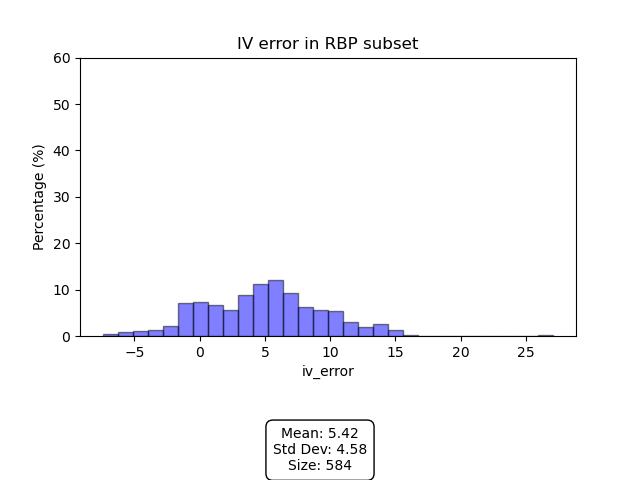 IV error in RBP subset
60
50
40
30
20
10
0
Percentage (%)
−5
0
5
10
15
20
25
iv_error
Mean: 5.42
Std Dev: 4.58
Size: 584